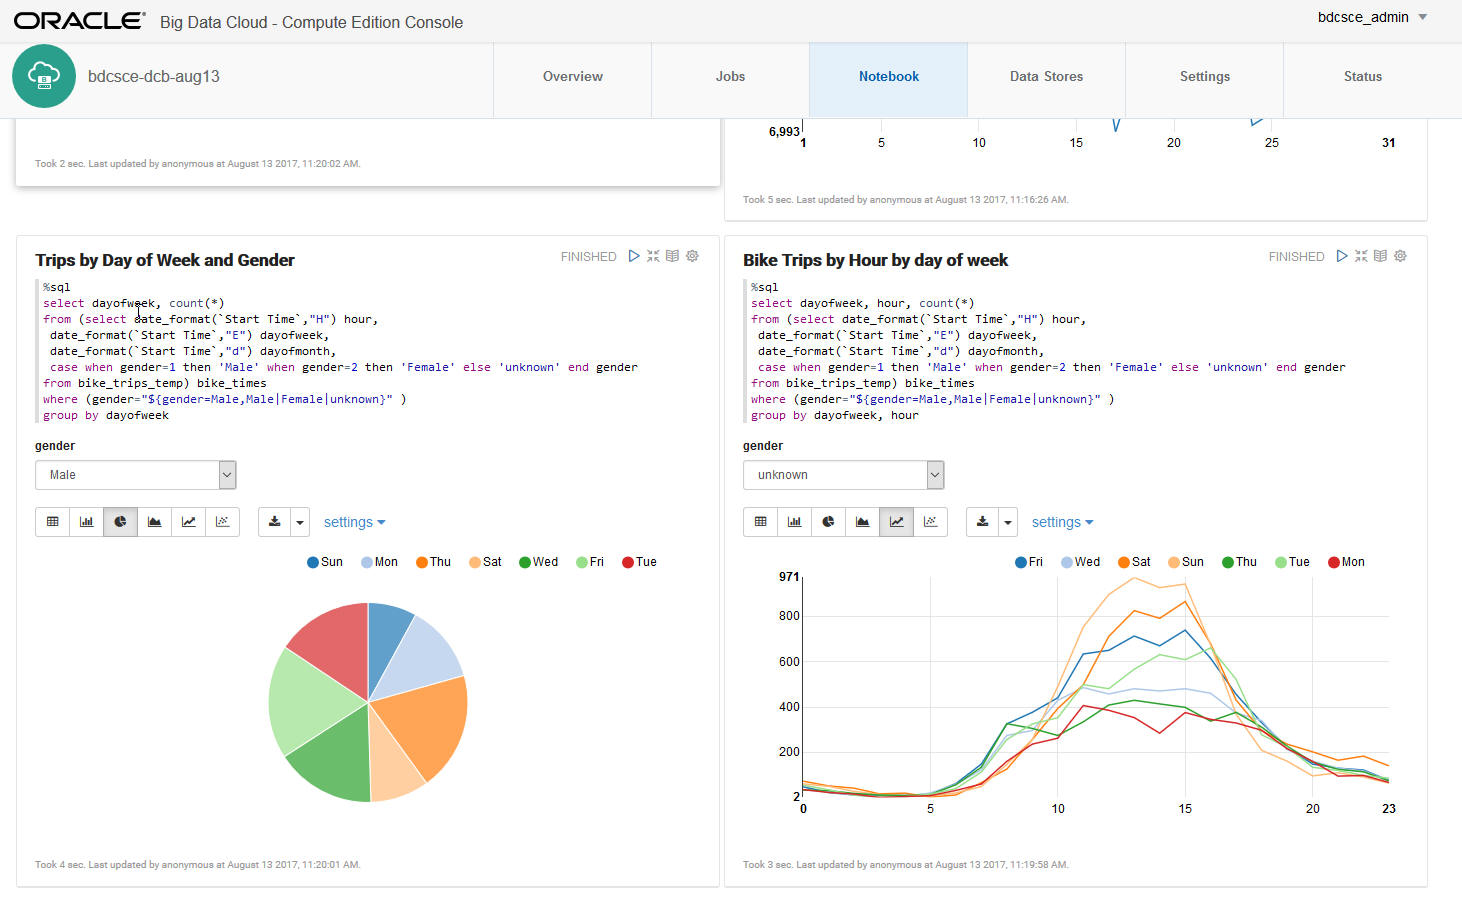 ORACLE Big Data Cloud - Compute Edition Console
bdcsce_admin
bdcsce-dcb-aug13
Overview
Jobs
Notebook
Data Stores
Settings
Status
Took 2 sec. Last updated by anonymous at August 13 2017, 11:20:02 AM.
6,993
1 5 10 15 20 25 31
Took 5 sec. Last updated by anonymous at August 13 2017, 11:16:26 AM.
Trips by Day of Week and Gender
FINISHED
%sql
select dayofweek, count(*)
from (select date_format(`Start Time`,"H") hour,
date_format(`Start Time`,"E") dayofweek,
date_format(`Start Time`,"d") dayofmonth,
case when gender=1 then 'Male' when gender=2 then 'Female' else 'unknown' end gender
from bike_trips_temp) bike_times
where (gender="${gender=Male,Male|Female|unknown}" )
group by dayofweek
gender
Male
settings
Sun Mon Thu Sat Wed Fri Tue
Took 4 sec. Last updated by anonymous at August 13 2017, 11:20:01 AM.
Bike Trips by Hour by day of week
FINISHED
%sql
select dayofweek, hour, count(*)
from (select date_format(`Start Time`,"H") hour,
date_format(`Start Time`,"E") dayofweek,
date_format(`Start Time`,"d") dayofmonth,
case when gender=1 then 'Male' when gender=2 then 'Female' else 'unknown' end gender
from bike_trips_temp) bike_times
where (gender="${gender=Male,Male|Female|unknown}" )
group by dayofweek, hour
gender
unknown
settings
Fri Wed Sat Sun Thu Tue Mon
971
800
600
400
200
2
0 5 10 15 20 23
Took 3 sec. Last updated by anonymous at August 13 2017, 11:19:58 AM.